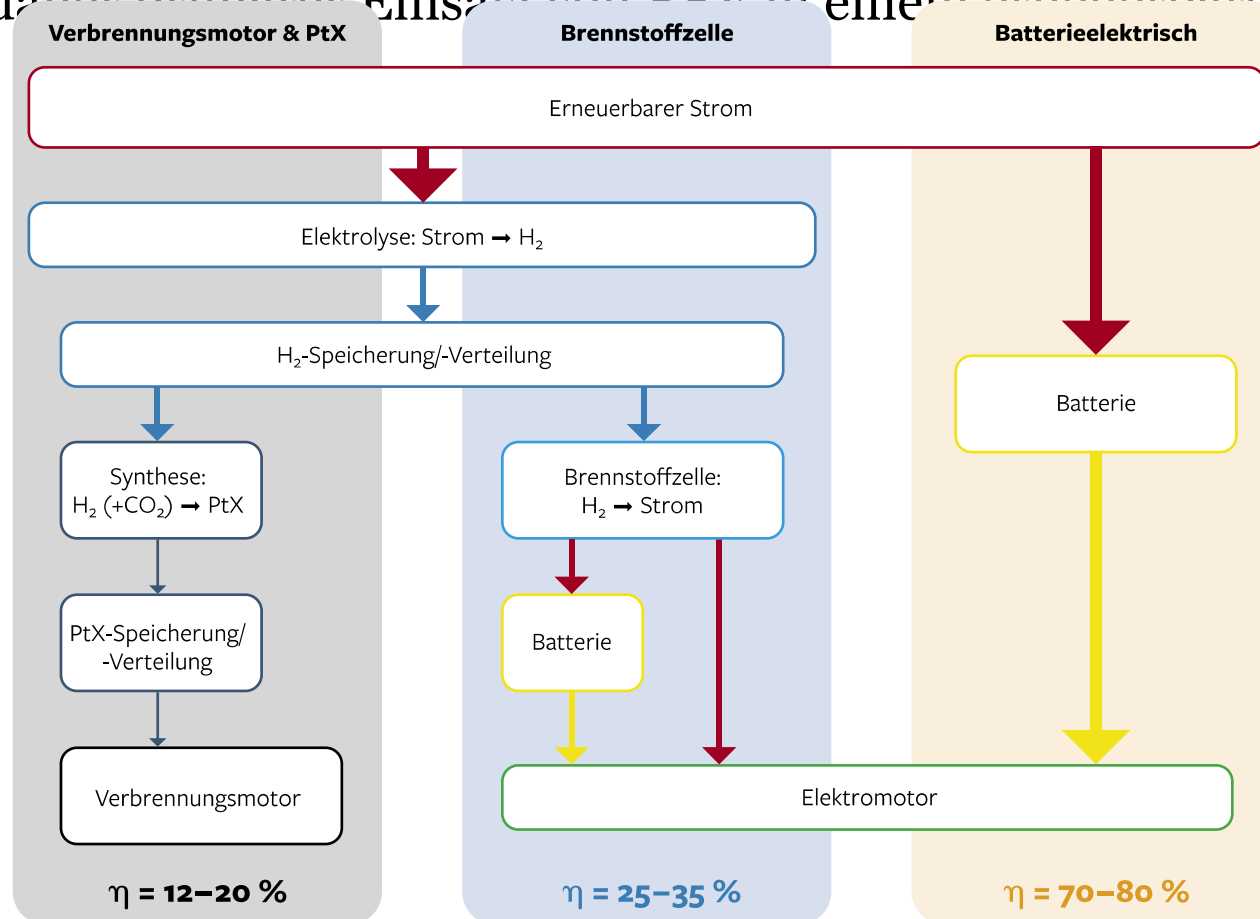 Verbrennungsmotor & PtX
Brennstoffzelle
Batterieelektrisch
Erneuerbarer Strom
Elektrolyse: Strom → H₂
H₂-Speicherung/-Verteilung
Batterie
Synthese:
H₂ (+CO₂) → PtX
Brennstoffzelle:
H₂ → Strom
PtX-Speicherung/
-Verteilung
Batterie
Verbrennungsmotor
Elektromotor
η = 12–20 %
η = 25–35 %
η = 70–80 %